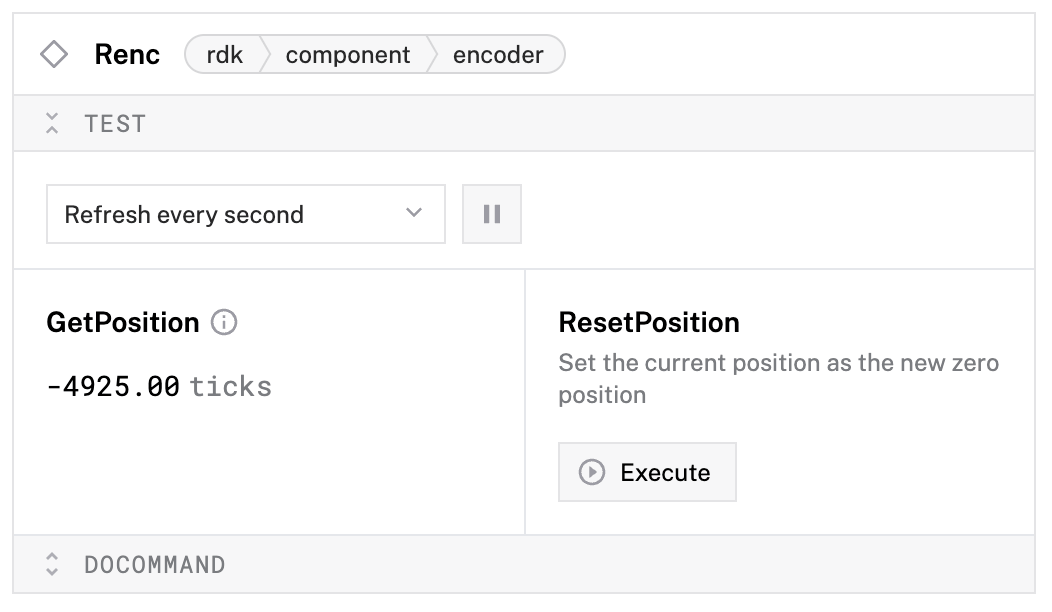 Renc rdk component encoder
TEST
Refresh every second
GetPosition
-4925.00 ticks
ResetPosition
Set the current position as the new zero
position
Execute
DOCOMMAND